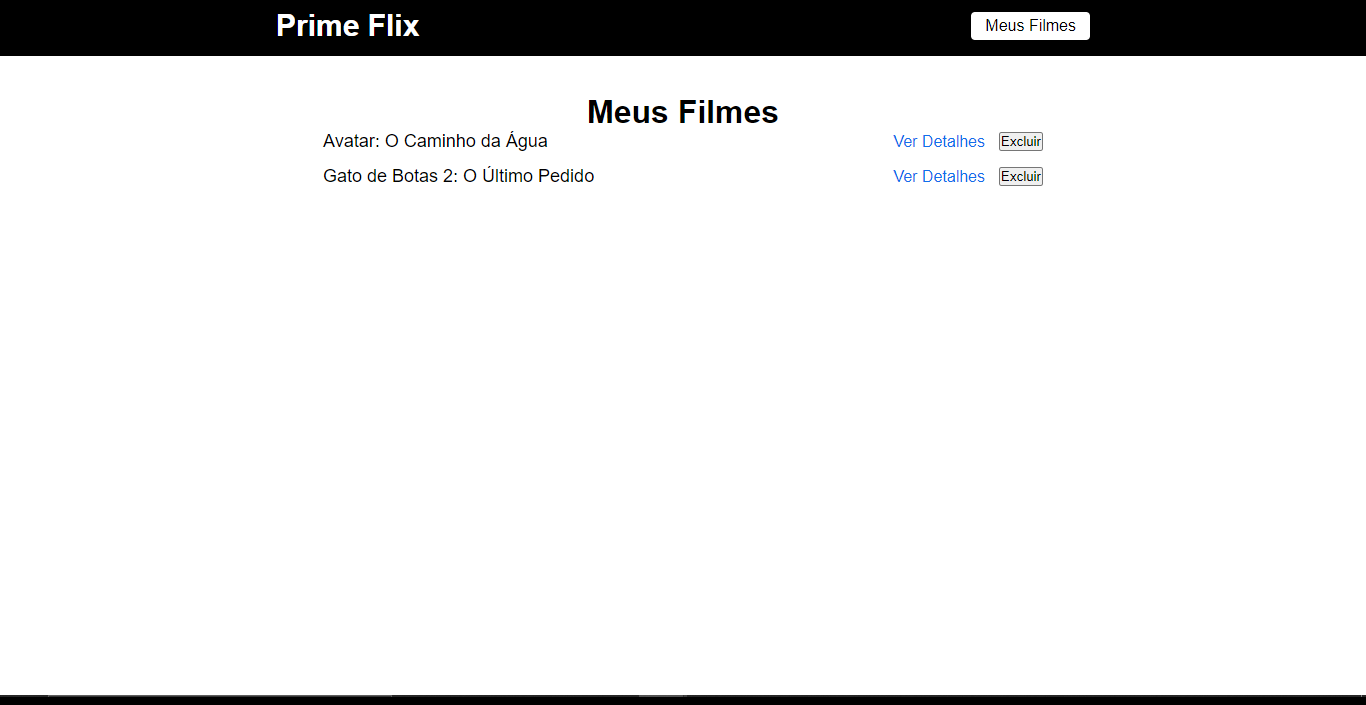 Prime Flix Meus Filmes
Meus Filmes
Avatar: O Caminho da Água Ver Detalhes Excluir
Gato de Botas 2: O Último Pedido Ver Detalhes Excluir